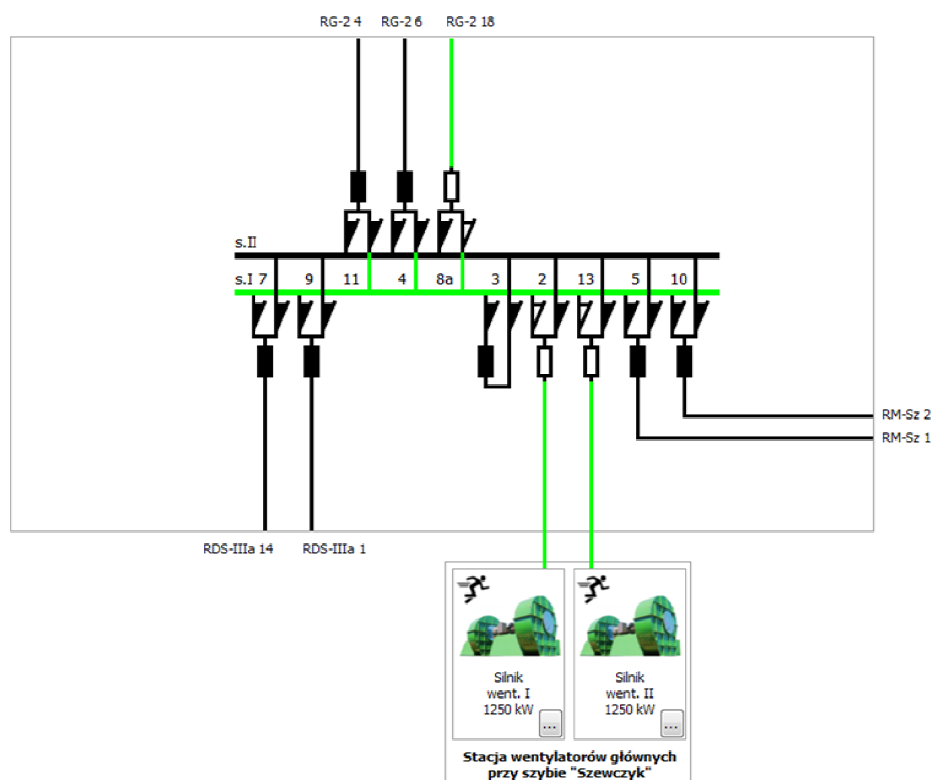 RG-2 4 RG-2 6 RG-2 18
s.II
s.I 7 9 11 4 8a 3 2 13 5 10
RM-Sz 2
RM-Sz 1
RDS-IIIa 14 RDS-IIIa 1
Silnik
went. I
1250 kW
...
Silnik
went. II
1250 kW
...
Stacja wentylatorów głównych
przy szybie "Szewczyk"